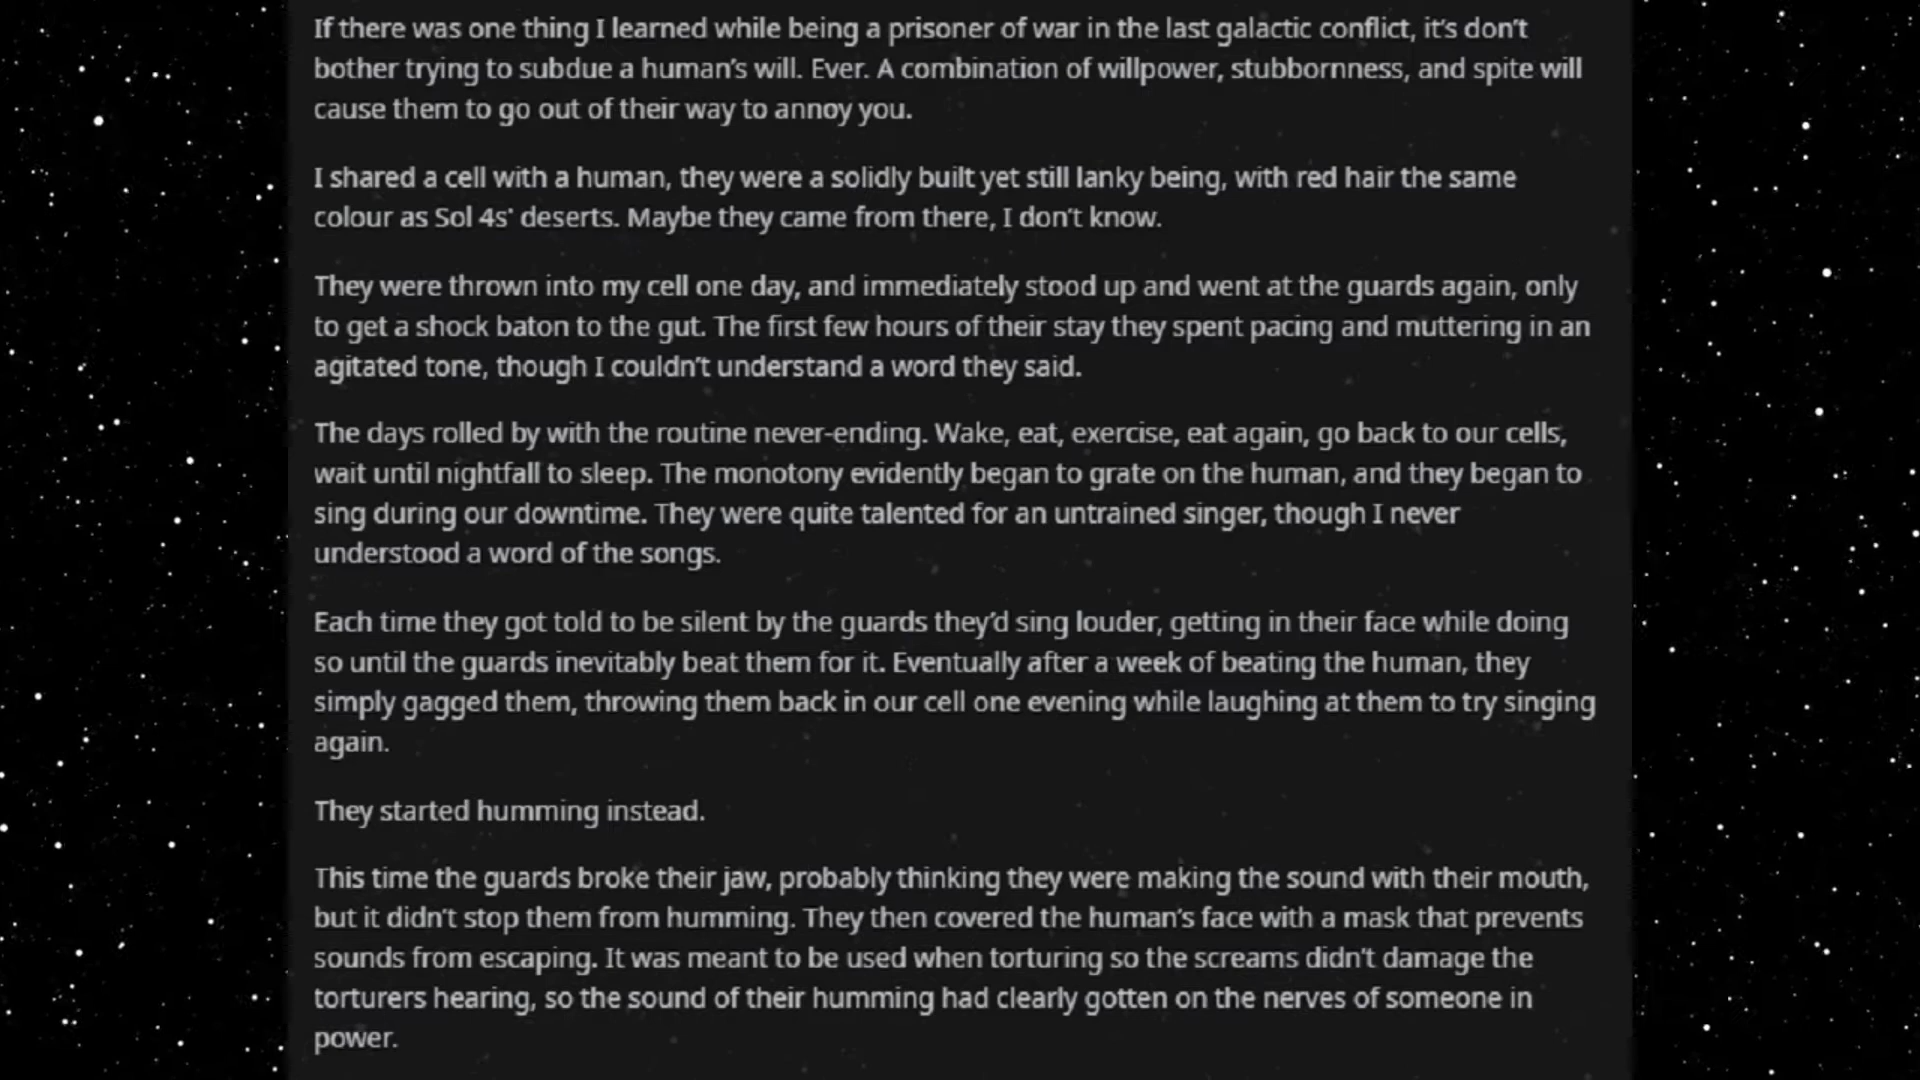 If there was one thing I learned while being a prisoner of war in the last galactic conflict, it's don't
bother trying to subdue a human's will. Ever. A combination of willpower, stubbornness, and spite will
cause them to go out of their way to annoy you.
I shared a cell with a human, they were a solidly built yet still lanky being, with red hair the same
colour as Sol 4s' deserts. Maybe they came from there, I don't know.
They were thrown into my cell one day, and immediately stood up and went at the guards again, only
to get a shock baton to the gut. The first few hours of their stay they spent pacing and muttering in an
agitated tone, though I couldn't understand a word they said.
The days rolled by with the routine never-ending. Wake, eat, exercise, eat again, go back to our cells,
wait until nightfall to sleep. The monotony evidently began to grate on the human, and they began to
sing during our downtime. They were quite talented for an untrained singer, though I never
understood a word of the songs.
Each time they got told to be silent by the guards they'd sing louder, getting in their face while doing
so until the guards inevitably beat them for it. Eventually after a week of beating the human, they
simply gagged them, throwing them back in our cell one evening while laughing at them to try singing
again.
They started humming instead.
This time the guards broke their jaw, probably thinking they were making the sound with their mouth,
but it didn't stop them from humming. They then covered the human's face with a mask that prevents
sounds from escaping. It was meant to be used when torturing so the screams didn't damage the
torturers hearing, so the sound of their humming had clearly gotten on the nerves of someone in
power.